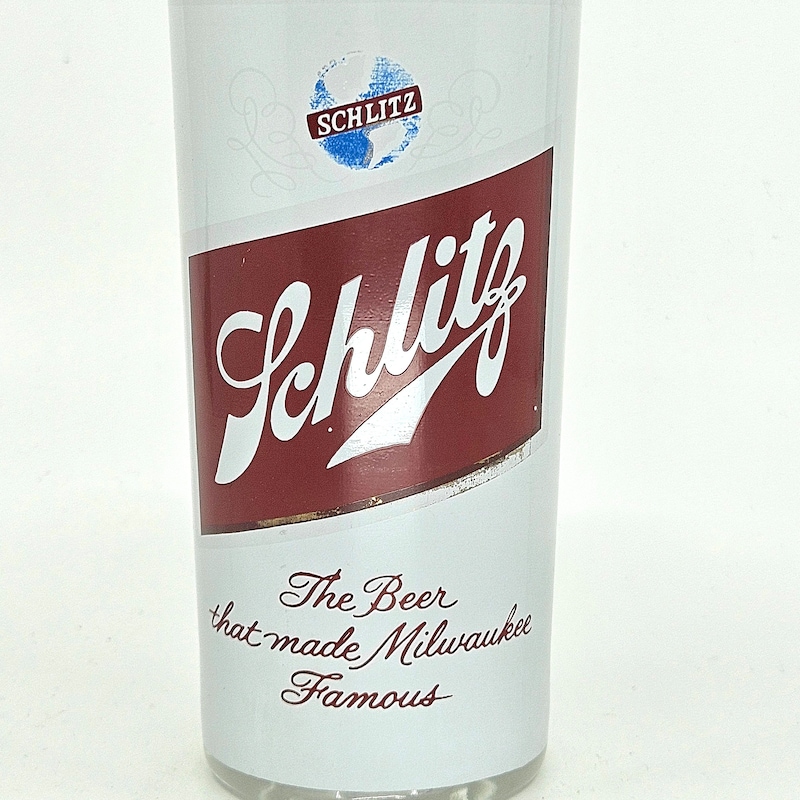 SCHLITZ
Schlitz
The Beer
that made Milwaukee
Famous